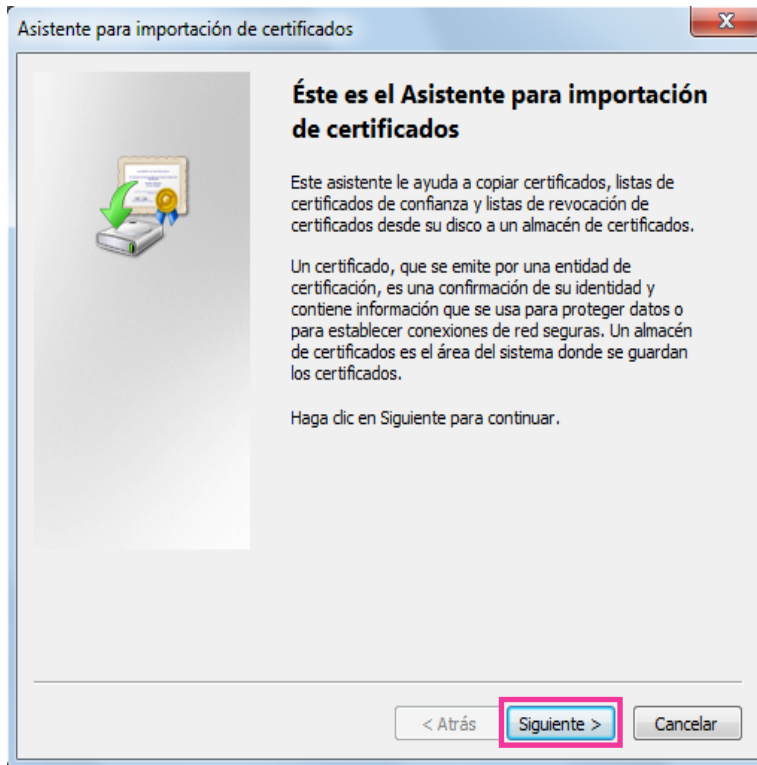 Asistente para importación de certificados
Éste es el Asistente para importación
de certificados
Este asistente le ayuda a copiar certificados, listas de
certificados de confianza y listas de revocación de
certificados desde su disco a un almacén de certificados.
Un certificado, que se emite por una entidad de
certificación, es una confirmación de su identidad y
contiene información que se usa para proteger datos o
para establecer conexiones de red seguras. Un almacén
de certificados es el área del sistema donde se guardan
los certificados.
Haga clic en Siguiente para continuar.
< Atrás Siguiente > Cancelar